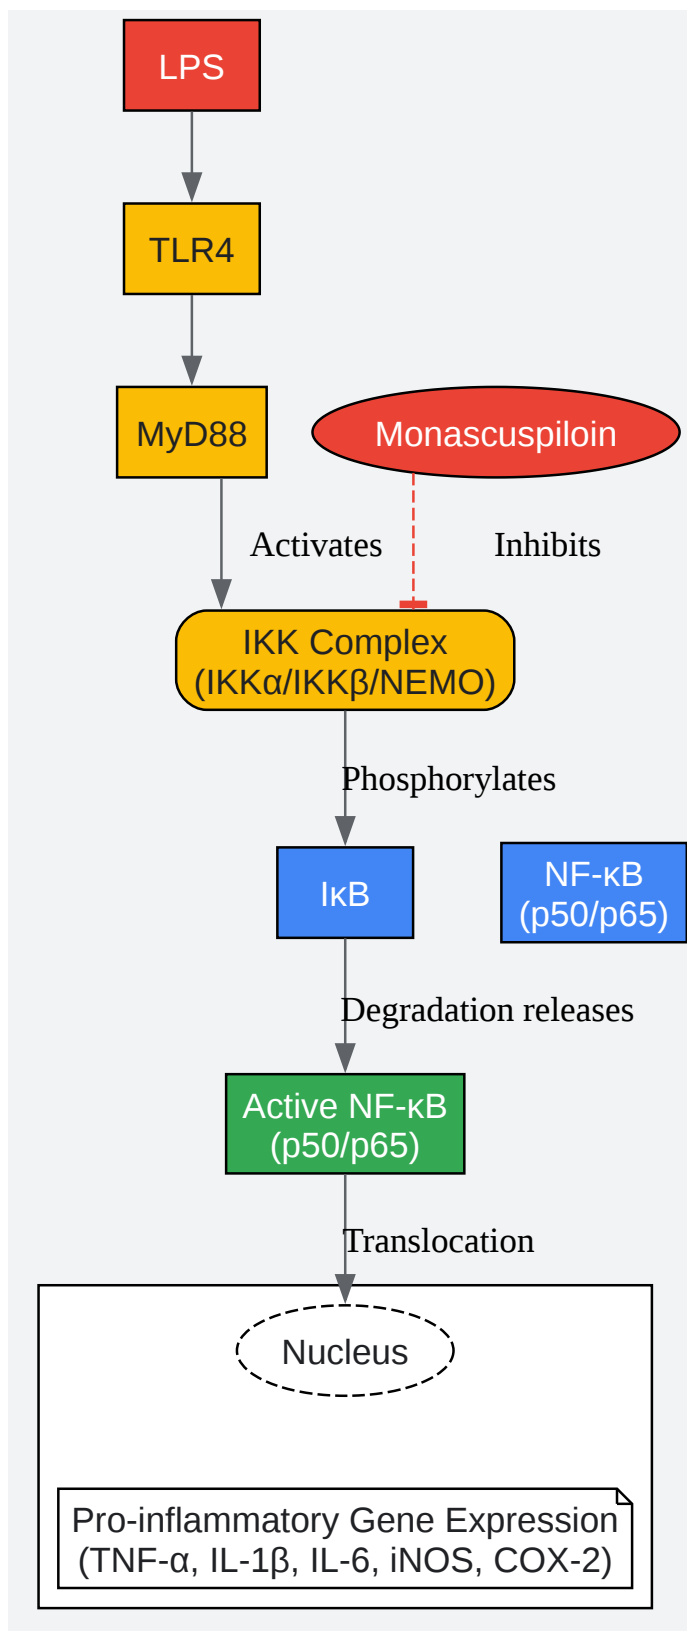 LPS
TLR4
MyD88
Monascuspiloin
Activates
Inhibits
IKK Complex
(IKKα/IKKβ/NEMO)
Phosphorylates
IκB
NF-κB
(p50/p65)
Degradation releases
Active NF-κB
(p50/p65)
Translocation
Nucleus
Pro-inflammatory Gene Expression
(TNF-α, IL-1β, IL-6, iNOS, COX-2)